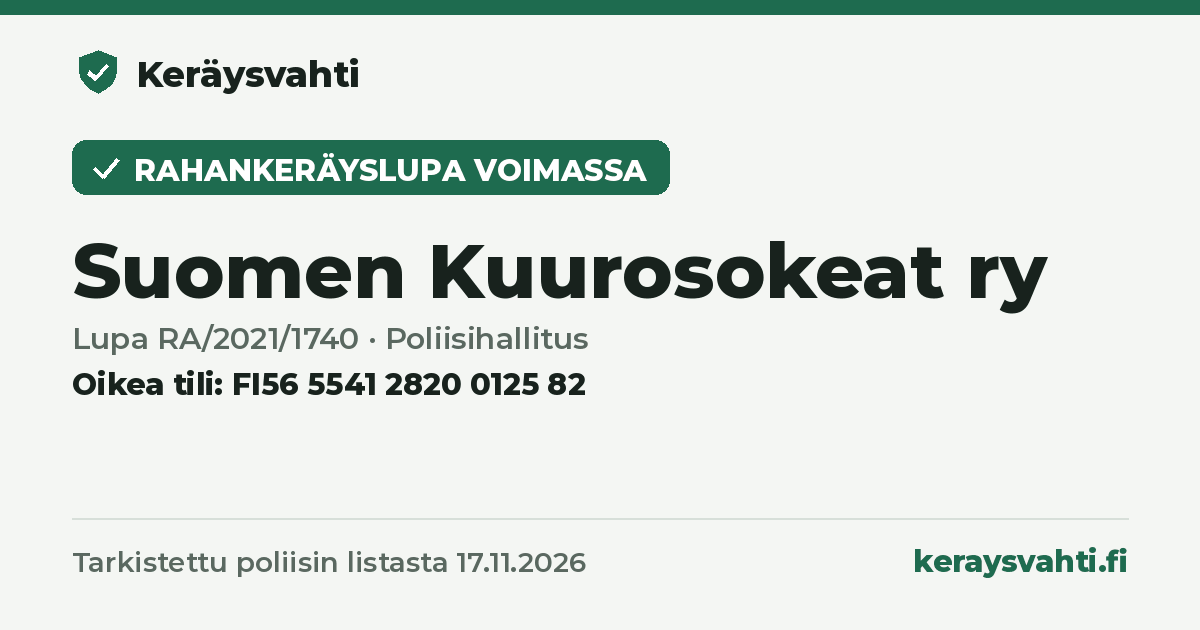 Keräysvahti
RAHANKERÄYSLUPA VOIMASSA
Suomen Kuurosokeat ry
Lupa RA/2021/1740 · Poliisihallitus
Oikea tili: FI56 5541 2820 0125 82
Tarkistettu poliisin listasta 17.11.2026
keraysvahti.fi